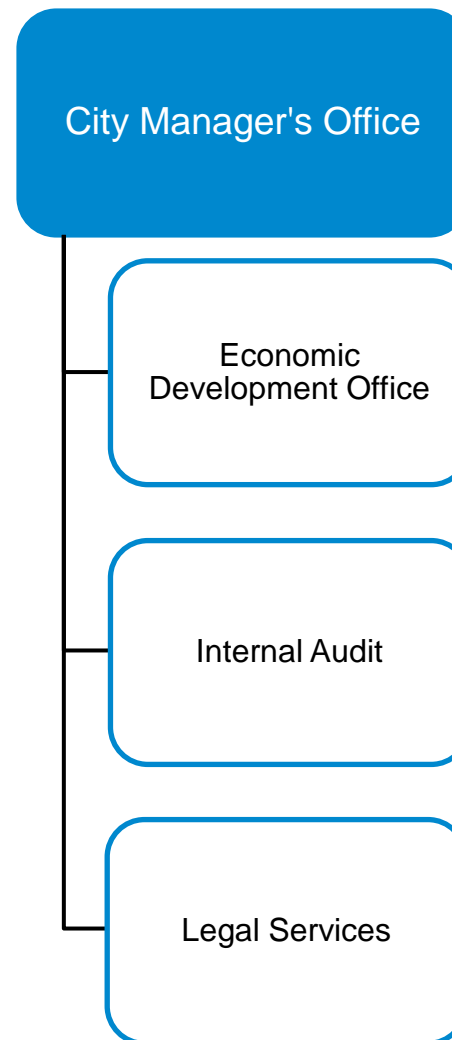 City Manager's Office
Economic
Development Office
Internal Audit
Legal Services